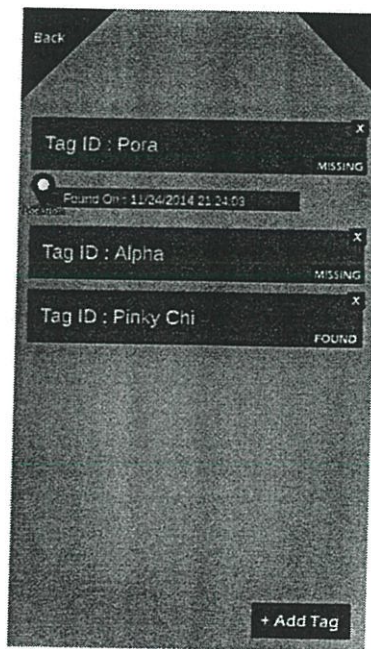 Back
x
Tag ID : Pora
MISSING
Found On : 11/24/2014 21:24:03
x
Tag ID : Alpha
MISSING
x
Tag ID : Pinky Chi
FOUND
+ Add Tag